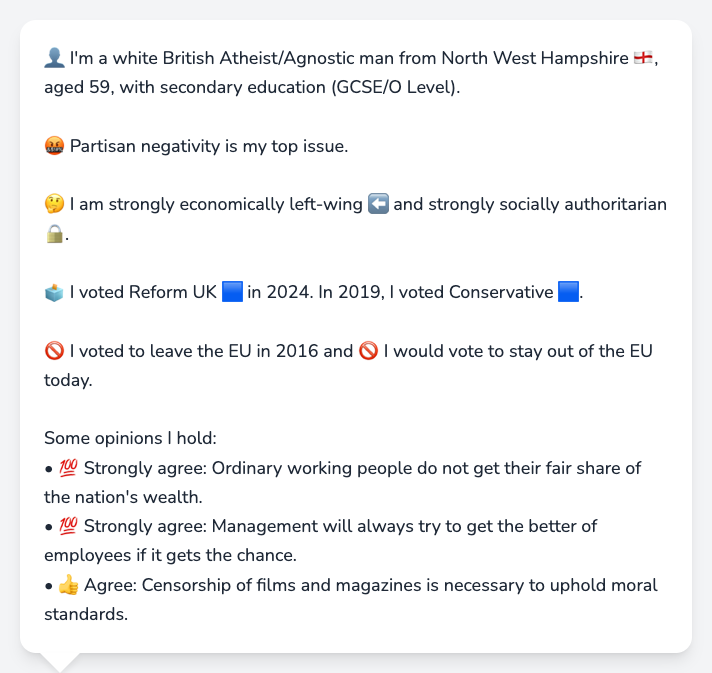 👤 I'm a white British Atheist/Agnostic man from North West Hampshire 🏴󠁧󠁢󠁥󠁮󠁧󠁿,
aged 59, with secondary education (GCSE/O Level).
🤬 Partisan negativity is my top issue.
🤔 I am strongly economically left-wing ⬅️ and strongly socially authoritarian
🔒.
🗳️ I voted Reform UK 🟦 in 2024. In 2019, I voted Conservative 🟦.
🚫 I voted to leave the EU in 2016 and 🚫 I would vote to stay out of the EU
today.
Some opinions I hold:
• 💯 Strongly agree: Ordinary working people do not get their fair share of
the nation's wealth.
• 💯 Strongly agree: Management will always try to get the better of
employees if it gets the chance.
• 👍 Agree: Censorship of films and magazines is necessary to uphold moral
standards.